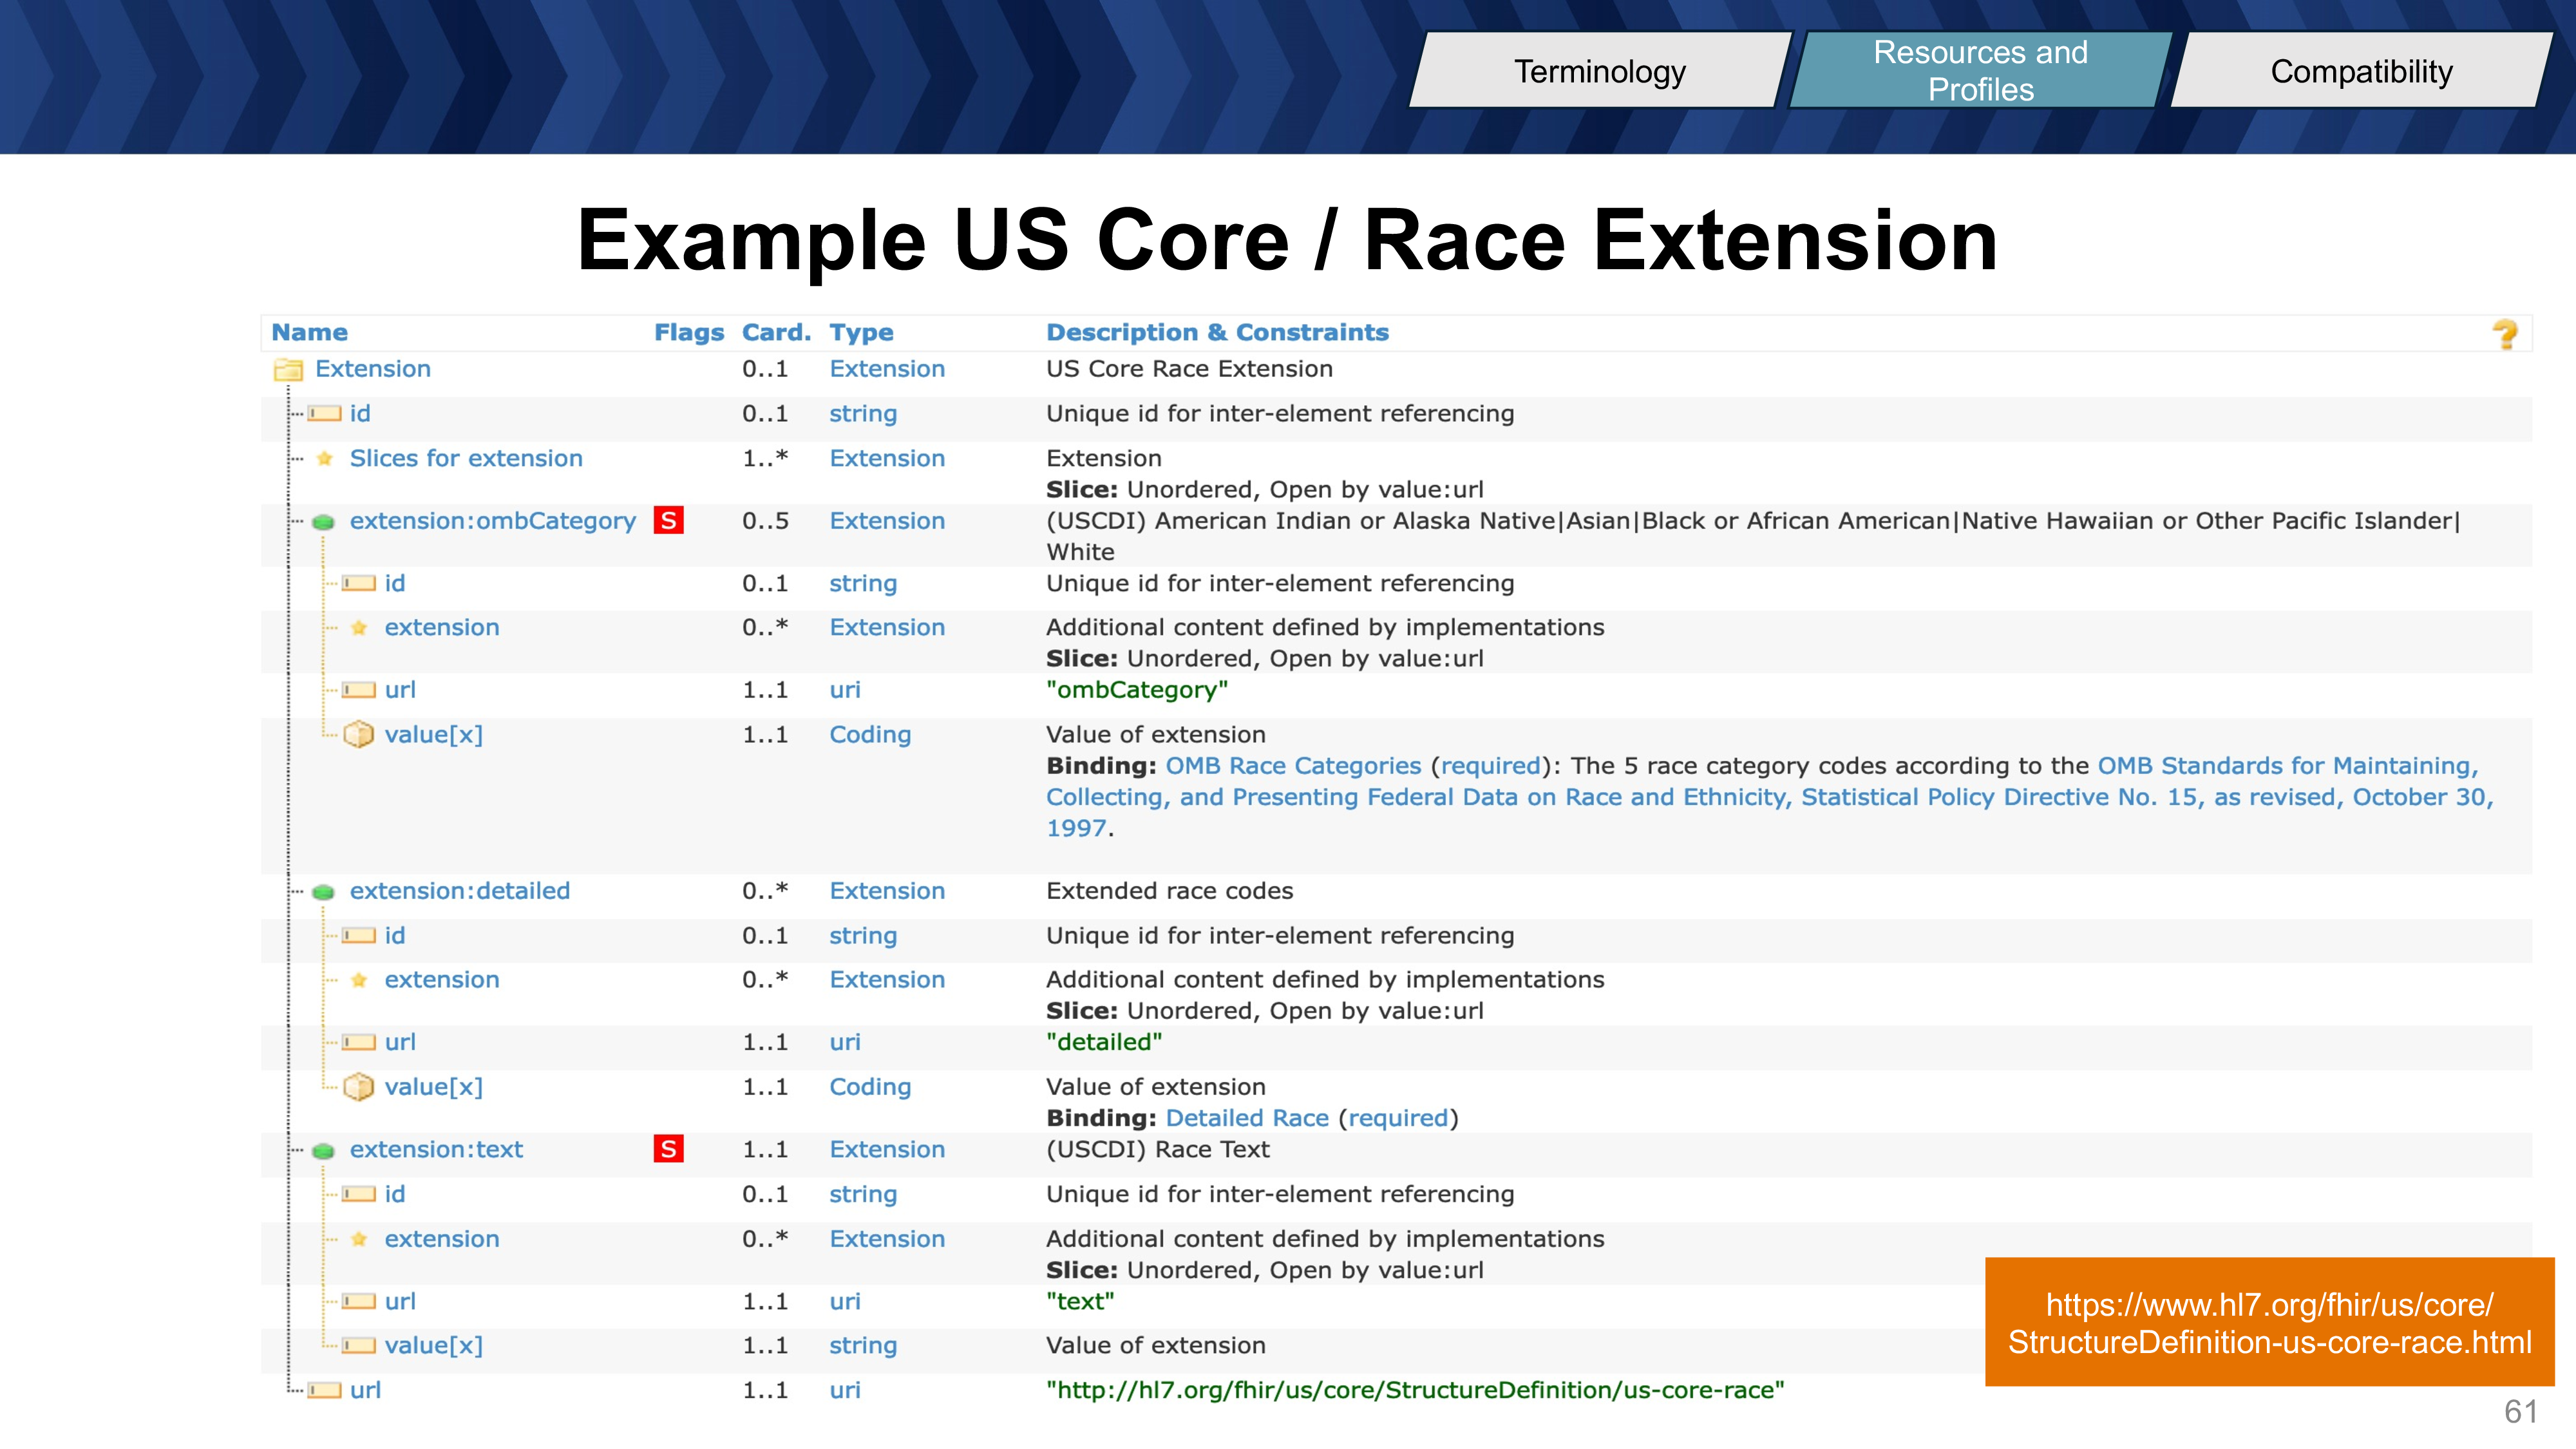 Terminology
Resources and
Profiles
Compatibility
Example US Core / Race Extension
Name Flags Card. Type Description & Constraints ?
Extension 0..1 Extension US Core Race Extension
id 0..1 string Unique id for inter-element referencing
Slices for extension 1..* Extension Extension
Slice: Unordered, Open by value:url
extension:ombCategory S 0..5 Extension (USCDI) American Indian or Alaska Native|Asian|Black or African American|Native Hawaiian or Other Pacific Islander|
White
id 0..1 string Unique id for inter-element referencing
extension 0..* Extension Additional content defined by implementations
Slice: Unordered, Open by value:url
url 1..1 uri "ombCategory"
value[x] 1..1 Coding Value of extension
Binding: OMB Race Categories (required): The 5 race category codes according to the OMB Standards for Maintaining,
Collecting, and Presenting Federal Data on Race and Ethnicity, Statistical Policy Directive No. 15, as revised, October 30,
1997.
extension:detailed 0..* Extension Extended race codes
id 0..1 string Unique id for inter-element referencing
extension 0..* Extension Additional content defined by implementations
Slice: Unordered, Open by value:url
url 1..1 uri "detailed"
value[x] 1..1 Coding Value of extension
Binding: Detailed Race (required)
extension:text S 1..1 Extension (USCDI) Race Text
id 0..1 string Unique id for inter-element referencing
extension 0..* Extension Additional content defined by implementations
Slice: Unordered, Open by value:url
url 1..1 uri "text"
value[x] 1..1 string Value of extension
url 1..1 uri "http://hl7.org/fhir/us/core/StructureDefinition/us-core-race"
https://www.hl7.org/fhir/us/core/
StructureDefinition-us-core-race.html
61